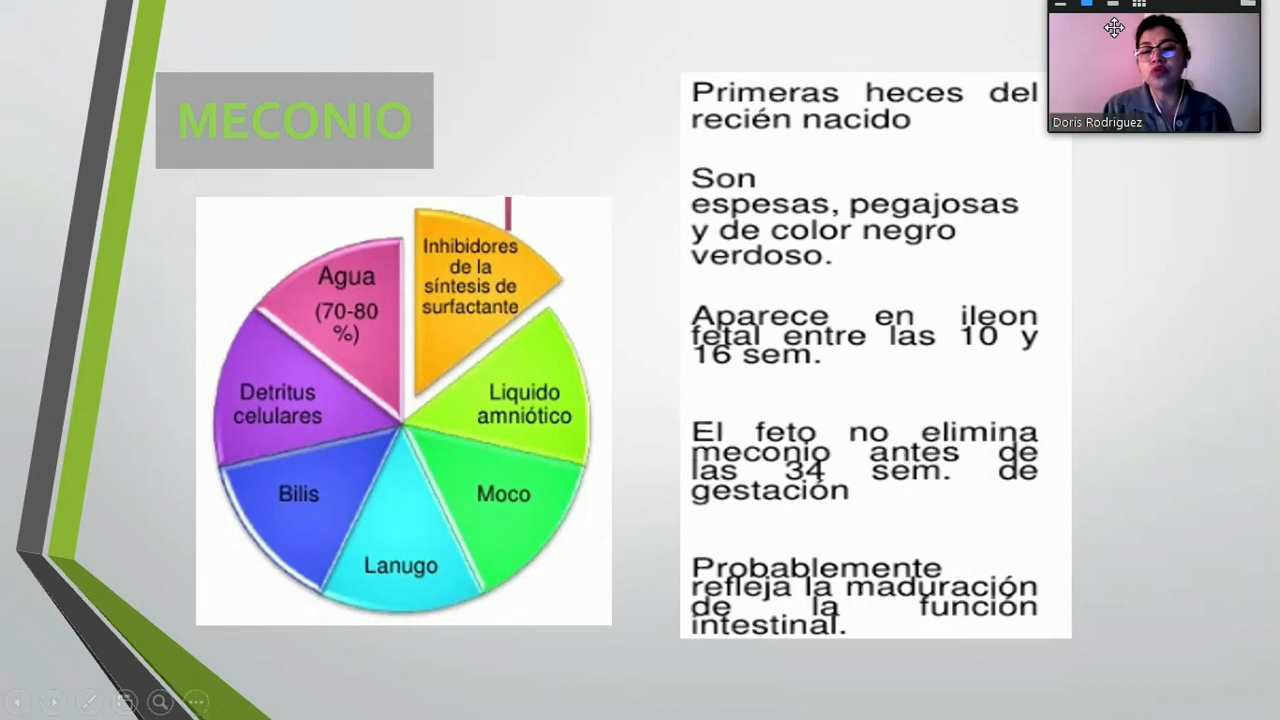 MECONIO
Inhibidores
de la
síntesis de
surfactante
Agua
(70-80
%)
Detritus
celulares
Liquido
amniótico
Bilis
Moco
Lanugo
Primeras heces del
recién nacido
Son
espesas, pegajosas
y de color negro
verdoso.
Aparece en ileon
fetal entre las 10 y
16 sem.
El feto no elimina
meconio antes de
las 34 sem. de
gestación
Probablemente
refleja la maduración
de la función
intestinal.
Doris Rodriguez